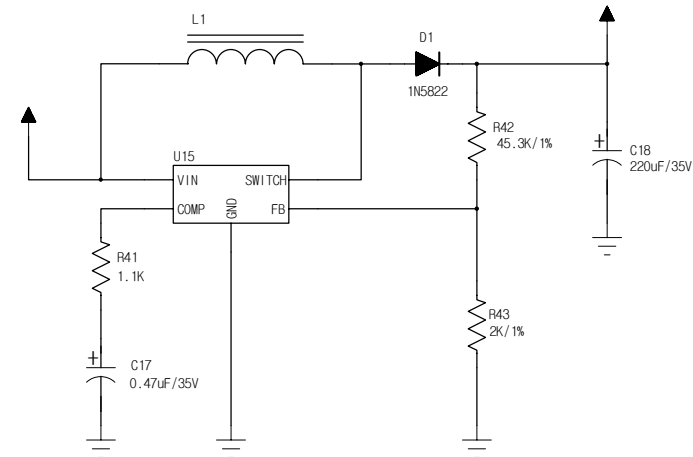 L1
D1
1N5822
R42
45.3K/1%
C18
220uF/35V
U15
VIN
SWITCH
COMP
GND
FB
R41
1.1K
R43
2K/1%
C17
0.47uF/35V